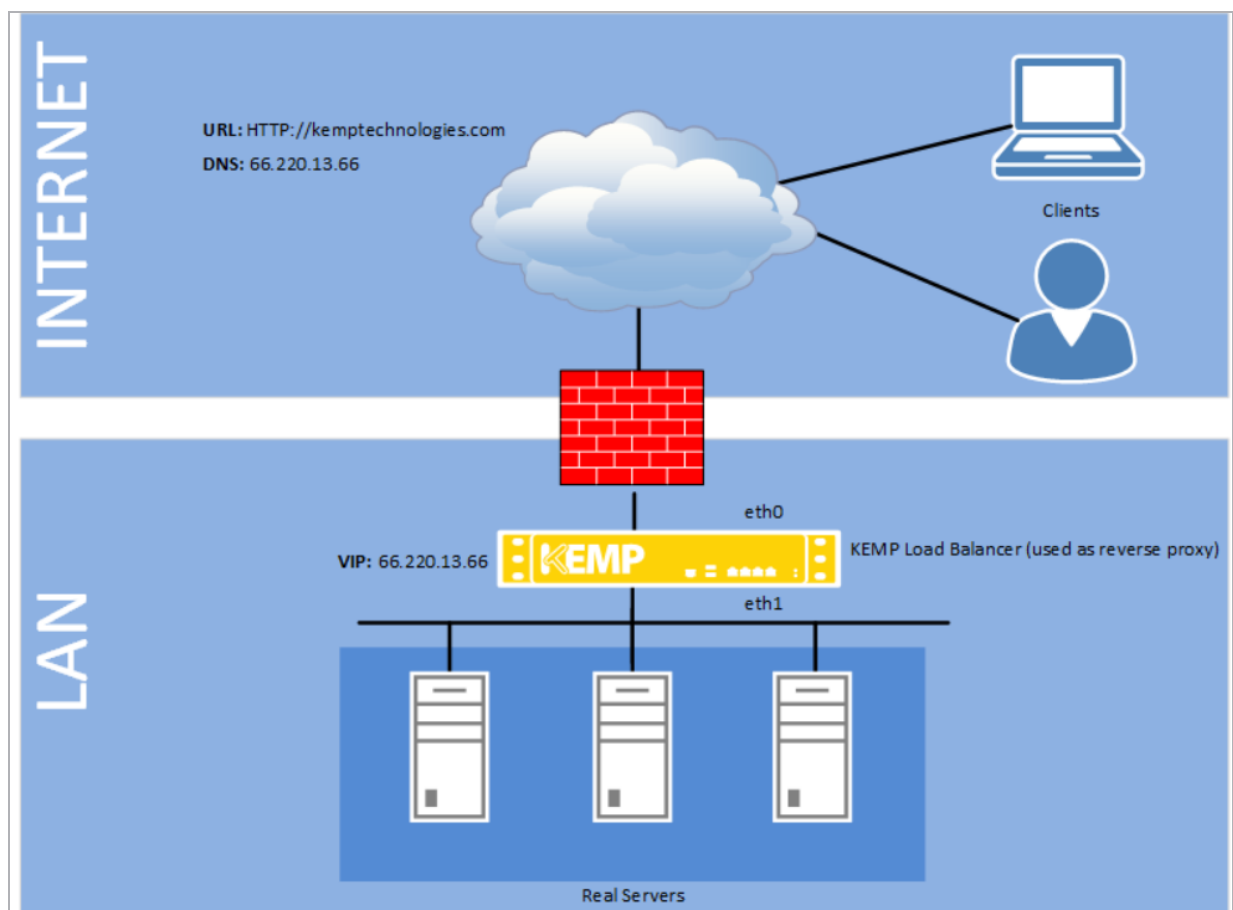 INTERNET
URL: HTTP://kemptechnologies.com
DNS: 66.220.13.66
Clients
LAN
eth0
VIP: 66.220.13.66
KEMP
KEMP Load Balancer (used as reverse proxy)
eth1
Real Servers